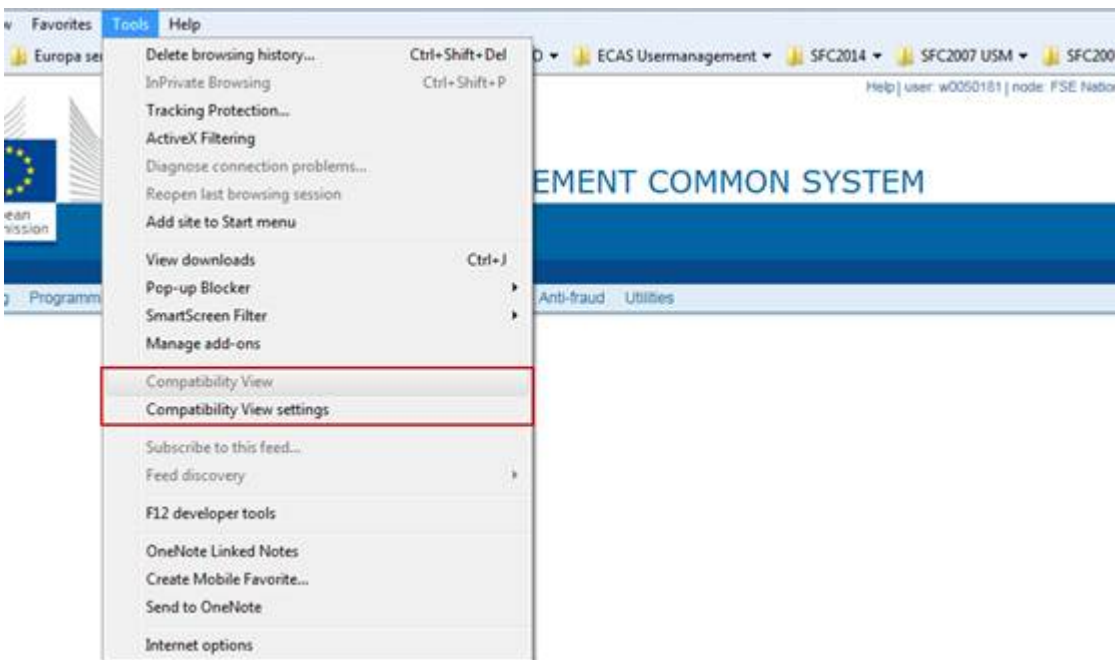 Favorites Tools Help
Europa ECAS Usermanagement SFC2014 SFC2007 USM
Help | user: w0050181 | node: FSE
EMENT COMMON SYSTEM
Anti-fraud Utilities
Delete browsing history... Ctrl+Shift+Del
InPrivate Browsing Ctrl+Shift+P
Tracking Protection...
ActiveX Filtering
Diagnose connection problems...
Reopen last browsing session
Add site to Start menu
View downloads Ctrl+J
Pop-up Blocker
SmartScreen Filter
Manage add-ons
Compatibility View
Compatibility View settings
Subscribe to this feed...
Feed discovery
F12 developer tools
OneNote Linked Notes
Create Mobile Favorite...
Send to OneNote
Internet options